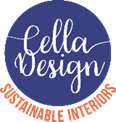 Cella
Design
SUSTAINABLE INTERIORS